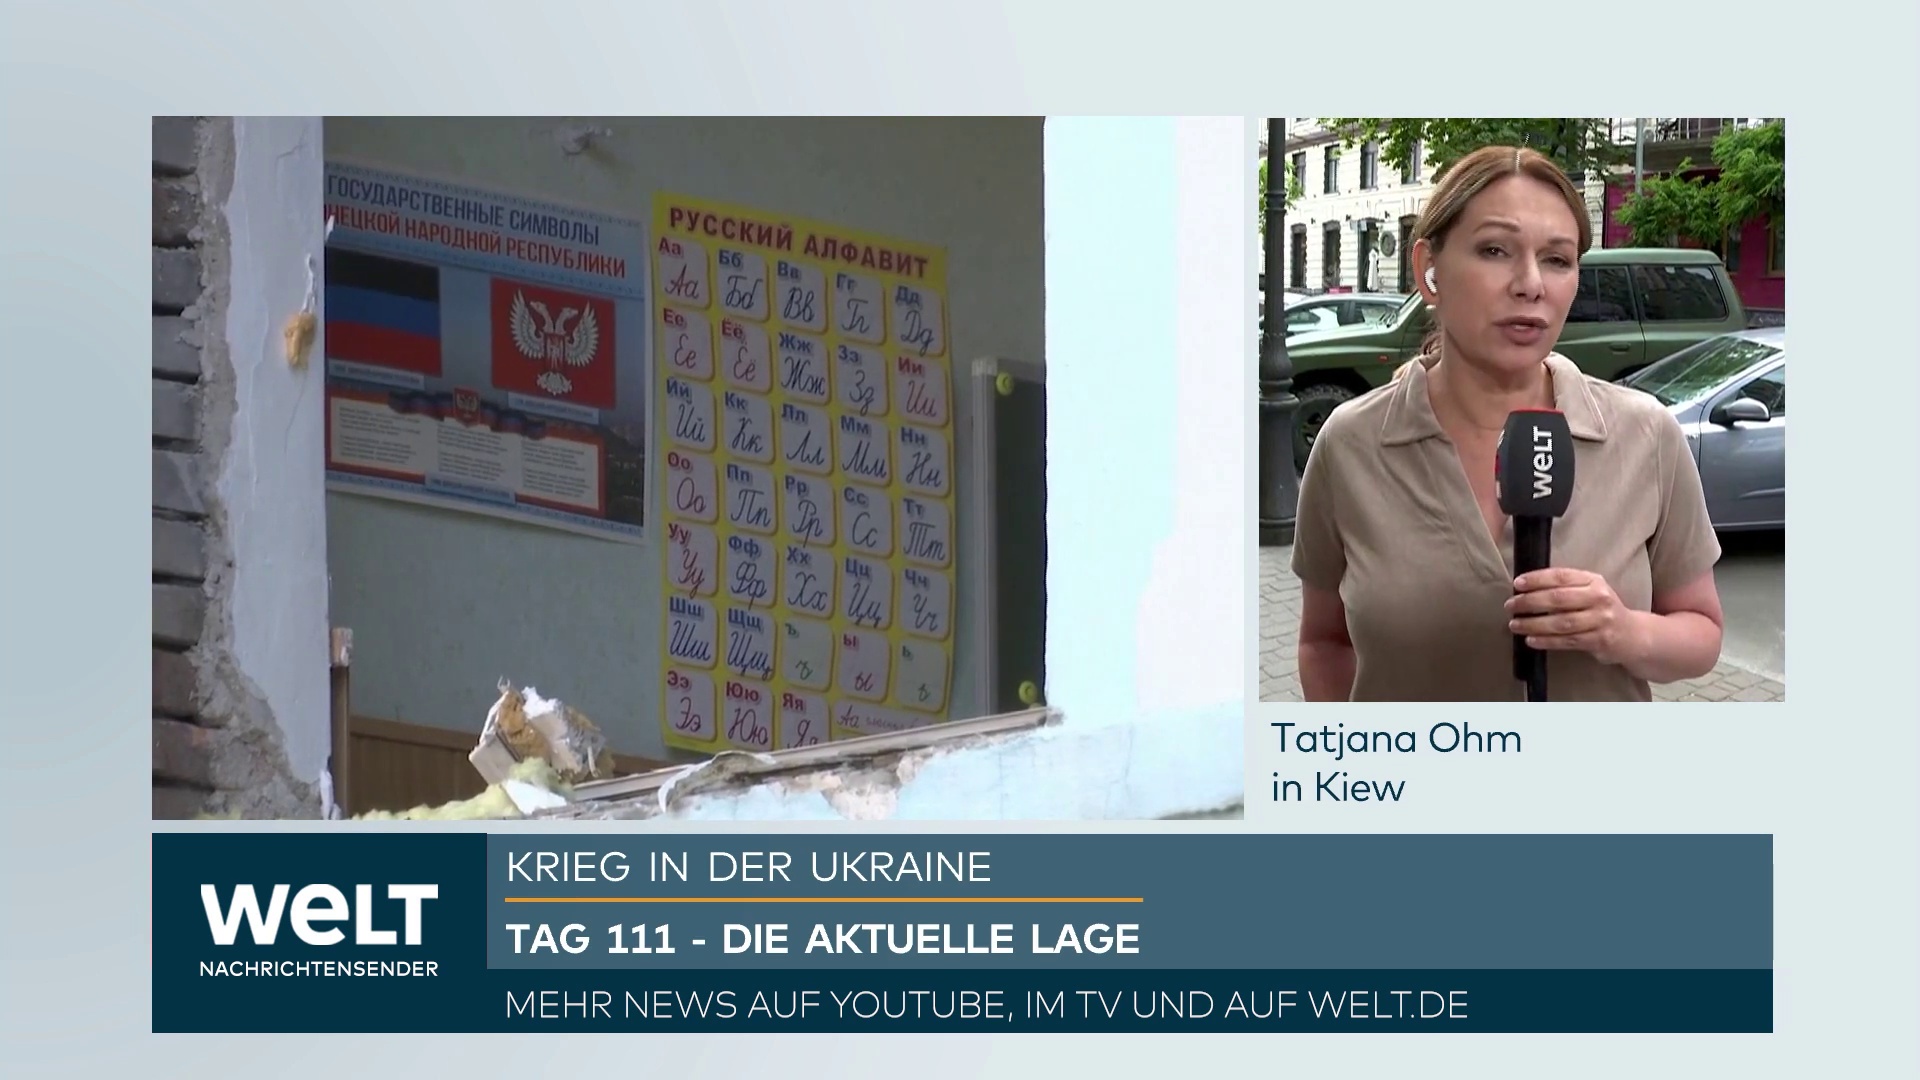 ГОСУДАРСТВЕННЫЕ СИМВОЛЫ
НЕЦКОЙ НАРОДНОЙ РЕСПУБЛИКИ
РУССКИЙ АЛФАВИТ
Аа Бб Вв Гг Дд
Аа Бб Вв Гг Дд
Ее Ёё Жж Зз Ии
Ее Ёё Жж Зз Ии
Йй Кк Лл Мм Нн
Йй Кк Лл Мм Нн
Оо Пп Рр Сс Тт
Оо Пп Рр Сс Тт
Уу Фф Хх Цц Чч
Уу Фф Хх Цц Чч
Шш Щщ ъ ы ь
Шш Щщ ъ ы ь
Ээ Юю Яя
Ээ Юю Яя Аа
WELT
Tatjana Ohm
in Kiew
WELT
NACHRICHTENSENDER
KRIEG IN DER UKRAINE
TAG 111 - DIE AKTUELLE LAGE
MEHR NEWS AUF YOUTUBE, IM TV UND AUF WELT.DE